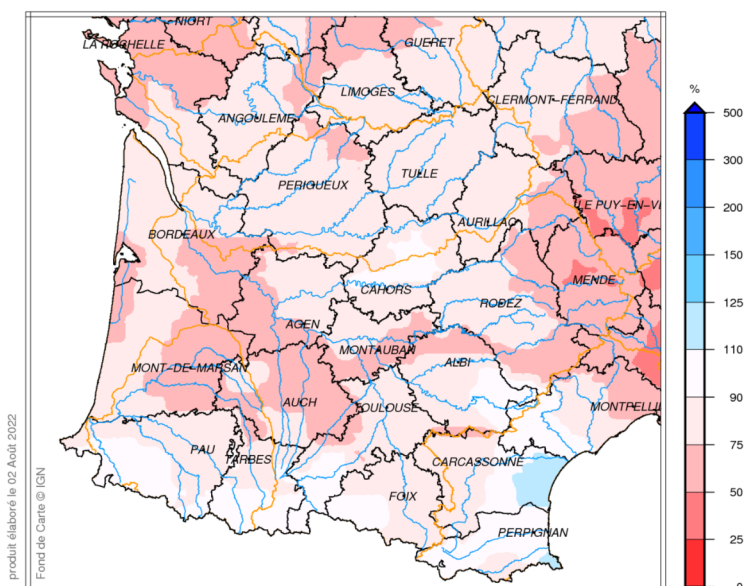 NIORT
LA ROCHELLE
GUERET
LIMOGES
CLERMONT-FERRAND
ANGOULEME
TULLE
PERIGUEUX
LE PUY-EN-VE
AURILLAC
BORDEAUX
MENDE
CAHORS
RODEZ
AGEN
MONTAUBAN
ALBI
MONT-DE-MARSAN
AUCH
TOULOUSE
MONTPELLI
PAU
TARBES
CARCASSONNE
FOIX
PERPIGNAN
%
500
300
200
150
125
110
90
75
50
25
produit élaboré le 02 Août 2022
Fond de Carte © IGN